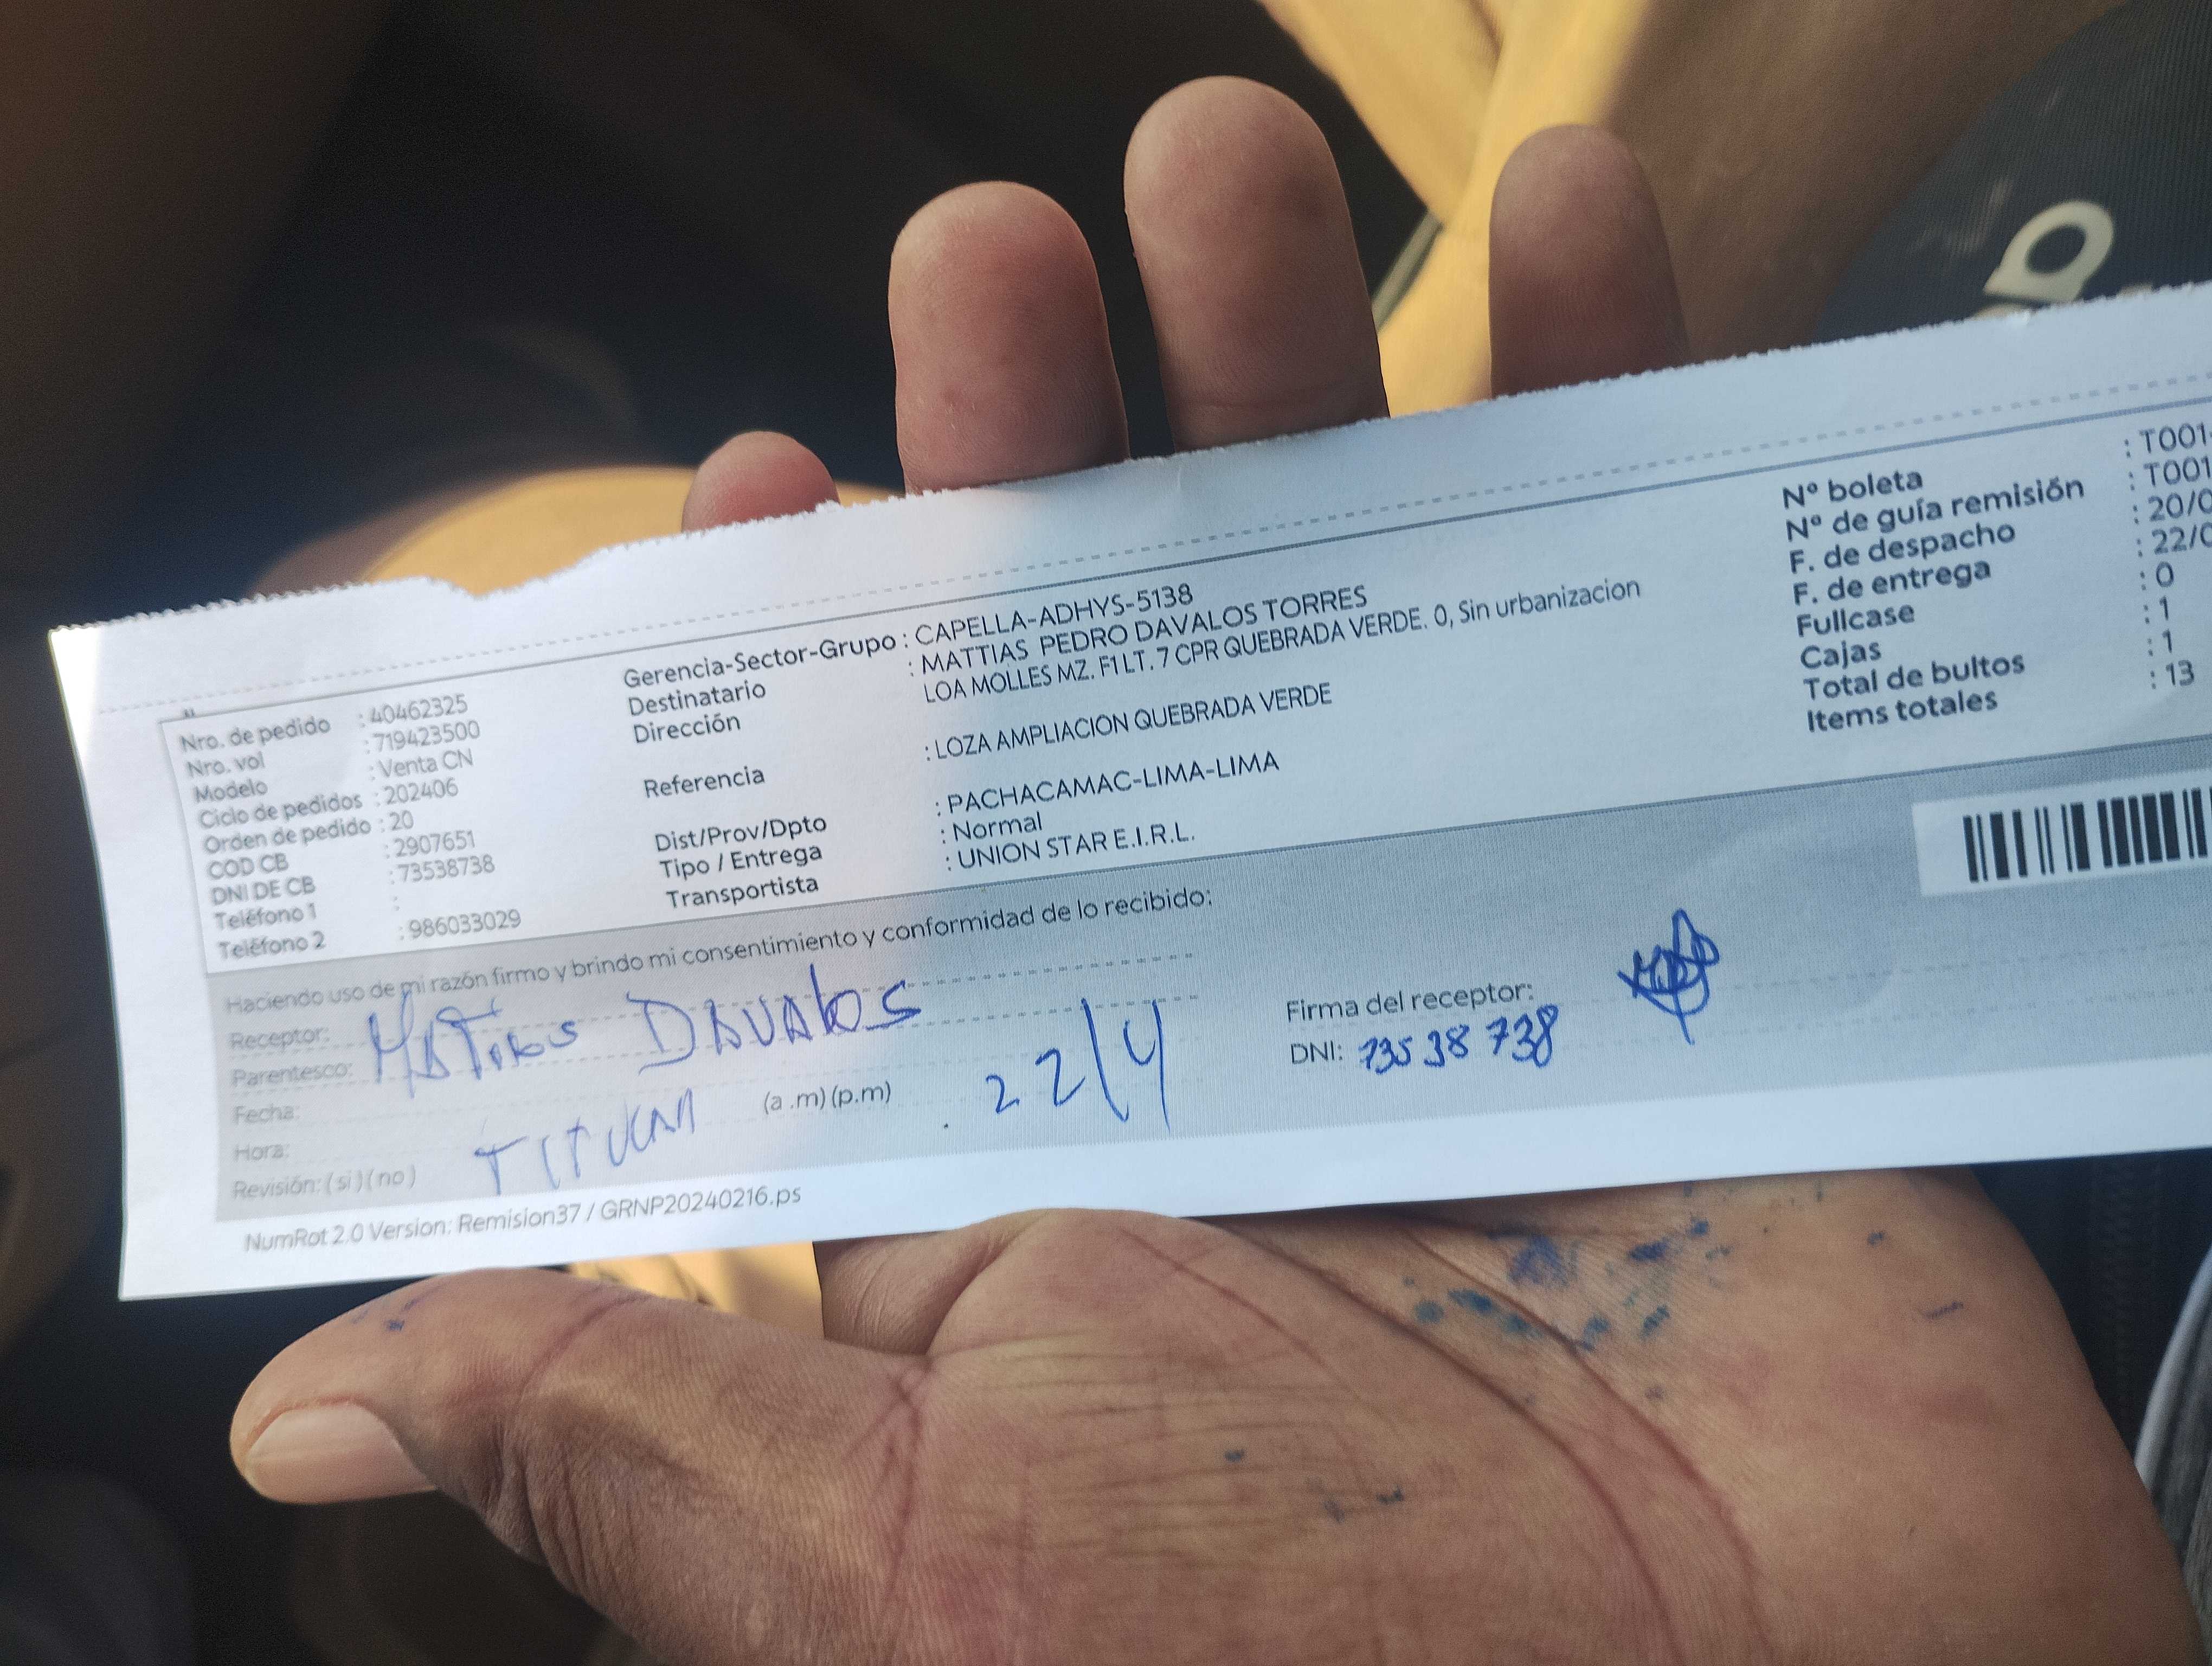 Nro. de pedido : 40462325
Nro. vol : 719423500
Modelo : Venta CN
Ciclo de pedidos : 202406
Orden de pedido : 20
COD CB : 2907651
DNI DE CB : 73538738
Teléfono 1 :
Teléfono 2 : 986033029
Gerencia-Sector-Grupo : CAPELLA-ADHYS-5138
Destinatario : MATTIAS PEDRO DAVALOS TORRES
Dirección LOA MOLLES MZ. F1 LT. 7 CPR QUEBRADA VERDE. 0, Sin urbanizacion
Referencia : LOZA AMPLIACION QUEBRADA VERDE
Dist/Prov/Dpto : PACHACAMAC-LIMA-LIMA
Tipo / Entrega : Normal
Transportista : UNION STAR E.I.R.L.
Nº boleta : T001-
Nº de guía remisión : T001
F. de despacho : 20/0
F. de entrega : 22/0
Fullcase : 0
Cajas : 1
Total de bultos : 1
Items totales : 13
Haciendo uso de mi razón firmo y brindo mi consentimiento y conformidad de lo recibido:
Receptor: DAVALOS
Parentesco:
Fecha: 22/4
Hora: (a .m) (p.m)
TITULAR
Revisión: ( si ) ( no )
Firma del receptor:
DNI: 73538738
NumRot 2.0 Version: Remision37 / GRNP20240216.ps